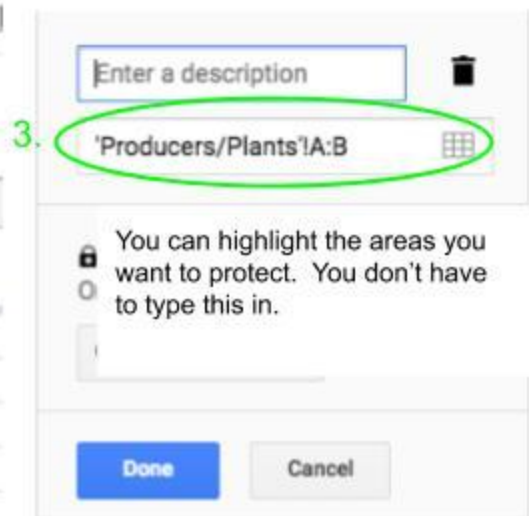 Enter a description
3. 'Producers/Plants'!A:B
You can highlight the areas you
want to protect. You don't have
to type this in.
Done Cancel